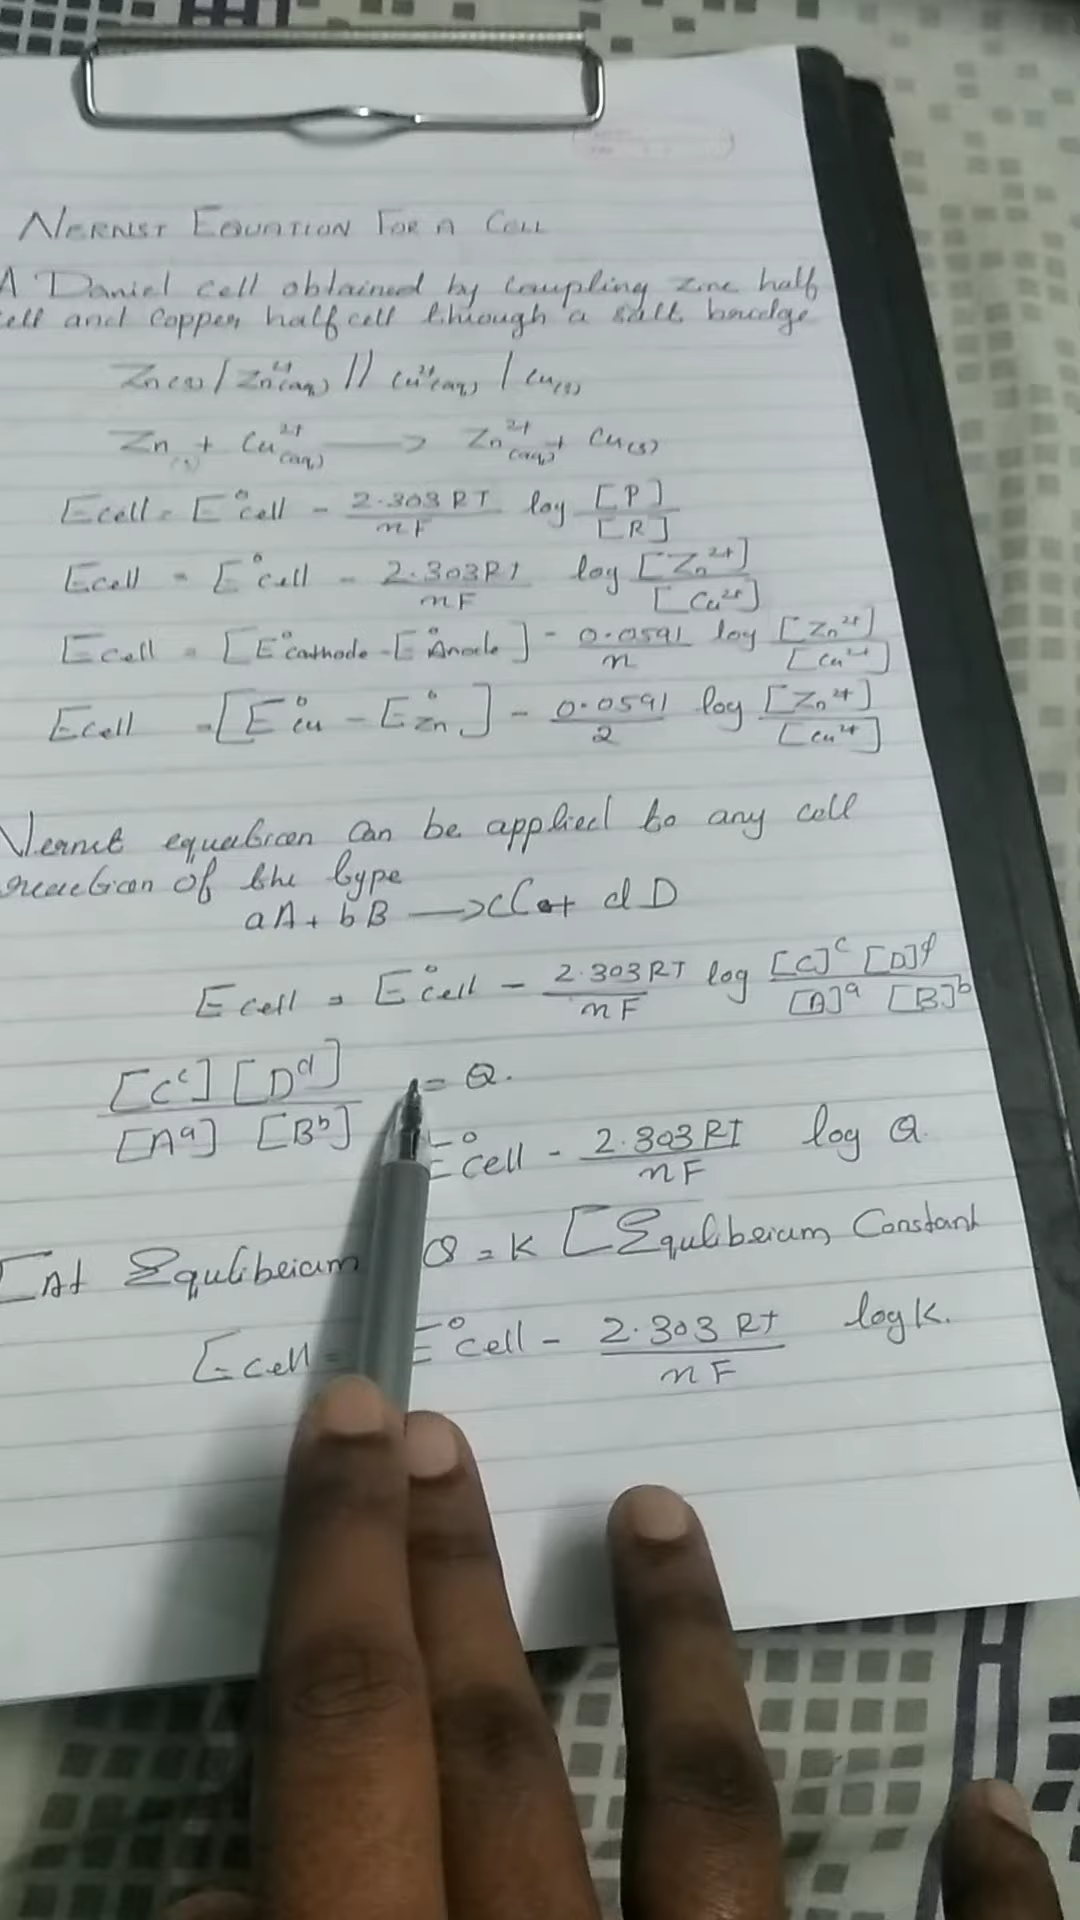 NERNST EQUATION FOR A CELL
A Daniel cell obtained by coupling zinc half
cell and Copper half cell through a salt bridge
Zn(s) / Zn²⁺(aq) // Cu²⁺(aq) / Cu(s)
Zn(s) + Cu²⁺(aq) → Zn²⁺(aq) + Cu(s)
Ecell = E°cell - 2.303 RT / nF log [P] / [R]
Ecell = E°cell - 2.303RT / nF log [Zn²⁺] / [Cu²⁺]
Ecell = [E°cathode - E°Anode] - 0.0591 / n log [Zn²⁺] / [Cu²⁺]
Ecell = [E°Cu - E°Zn] - 0.0591 / 2 log [Zn²⁺] / [Cu²⁺]
Nernst equation Can be applied to any cell
reaction of the type
aA + bB → cC + dD
Ecell = E°cell - 2.303RT / nF log [C]ᶜ [D]ᵈ / [A]ᵃ [B]ᵇ
[Cᶜ] [Dᵈ] / [Aᵃ] [Bᵇ] = Q.
E°cell - 2.303RT / nF log Q.
[At Equlibrium Q = K [Equlibrium Constant
Ecell = E°cell - 2.303 RT / nF log K.